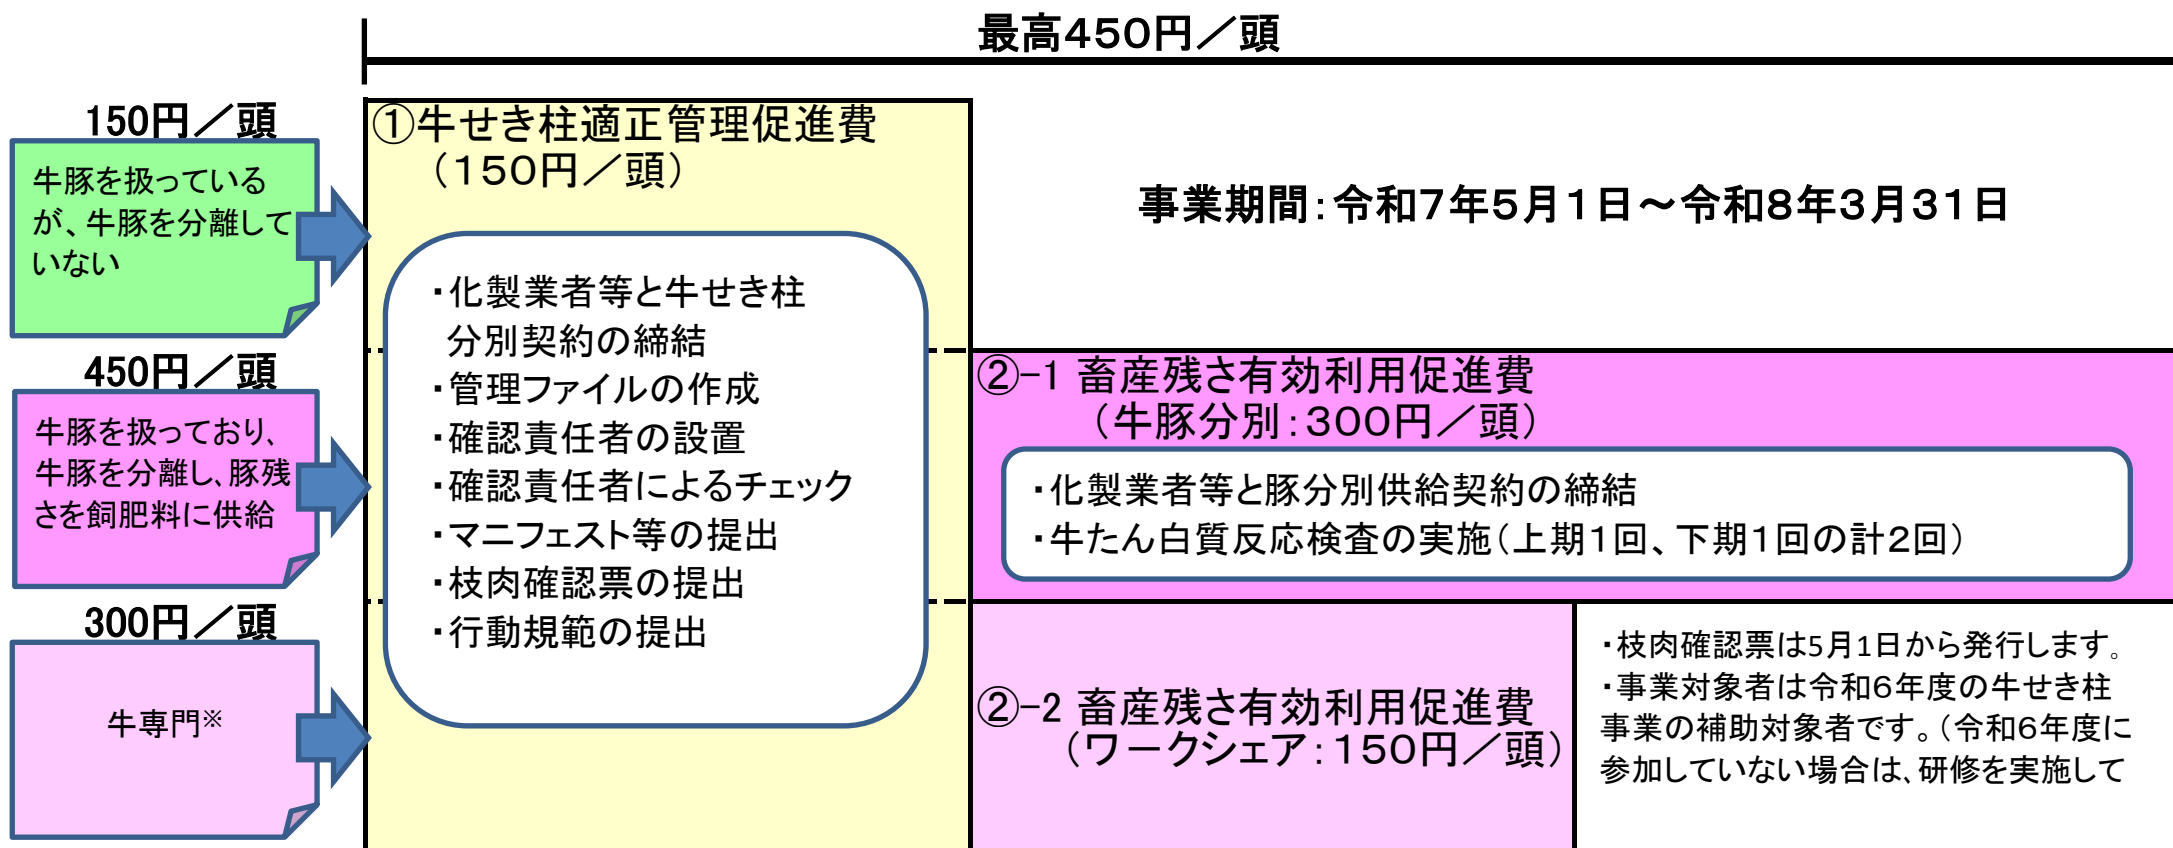 最高450円／頭
150円／頭
牛豚を扱っている
が、牛豚を分離して
いない
①牛せき柱適正管理促進費
（150円／頭）
事業期間：令和7年5月1日～令和8年3月31日
・化製業者等と牛せき柱
分別契約の締結
・管理ファイルの作成
・確認責任者の設置
・確認責任者によるチェック
・マニフェスト等の提出
・枝肉確認票の提出
・行動規範の提出
450円／頭
牛豚を扱っており、
牛豚を分離し、豚残
さを飼肥料に供給
②-1 畜産残さ有効利用促進費
（牛豚分別：300円／頭）
・化製業者等と豚分別供給契約の締結
・牛たん白質反応検査の実施（上期1回、下期1回の計2回）
300円／頭
牛専門※
②-2 畜産残さ有効利用促進費
（ワークシェア：150円／頭）
・枝肉確認票は5月1日から発行します。
・事業対象者は令和6年度の牛せき柱
事業の補助対象者です。（令和6年度に
参加していない場合は、研修を実施して